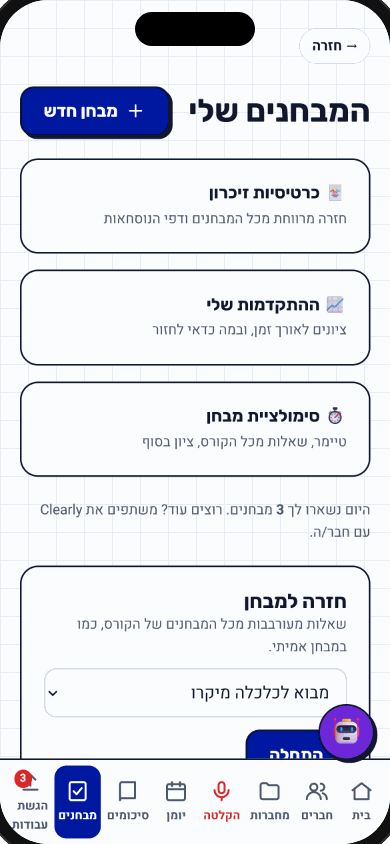 → חזרה
המבחנים שלי
+ מבחן חדש
כרטיסיות זיכרון
חזרה מרווחת מכל המבחנים ודפי הנוסחאות
ההתקדמות שלי
ציונים לאורך זמן, ובמה כדאי לחזור
סימולציית מבחן
טיימר, שאלות מכל הקורס, ציון בסוף
היום נשארו לך 3 מבחנים. רוצים עוד? משתפים את Clearly
עם חבר/ה.
חזרה למבחן
שאלות מעורבבות מכל המבחנים של הקורס, כמו
במבחן אמיתי.
מבוא לכלכלה מיקרו
התחלה
בית
חברים
מחברות
הקלטה
יומן
סיכומים
מבחנים
3
הגשת
עבודות